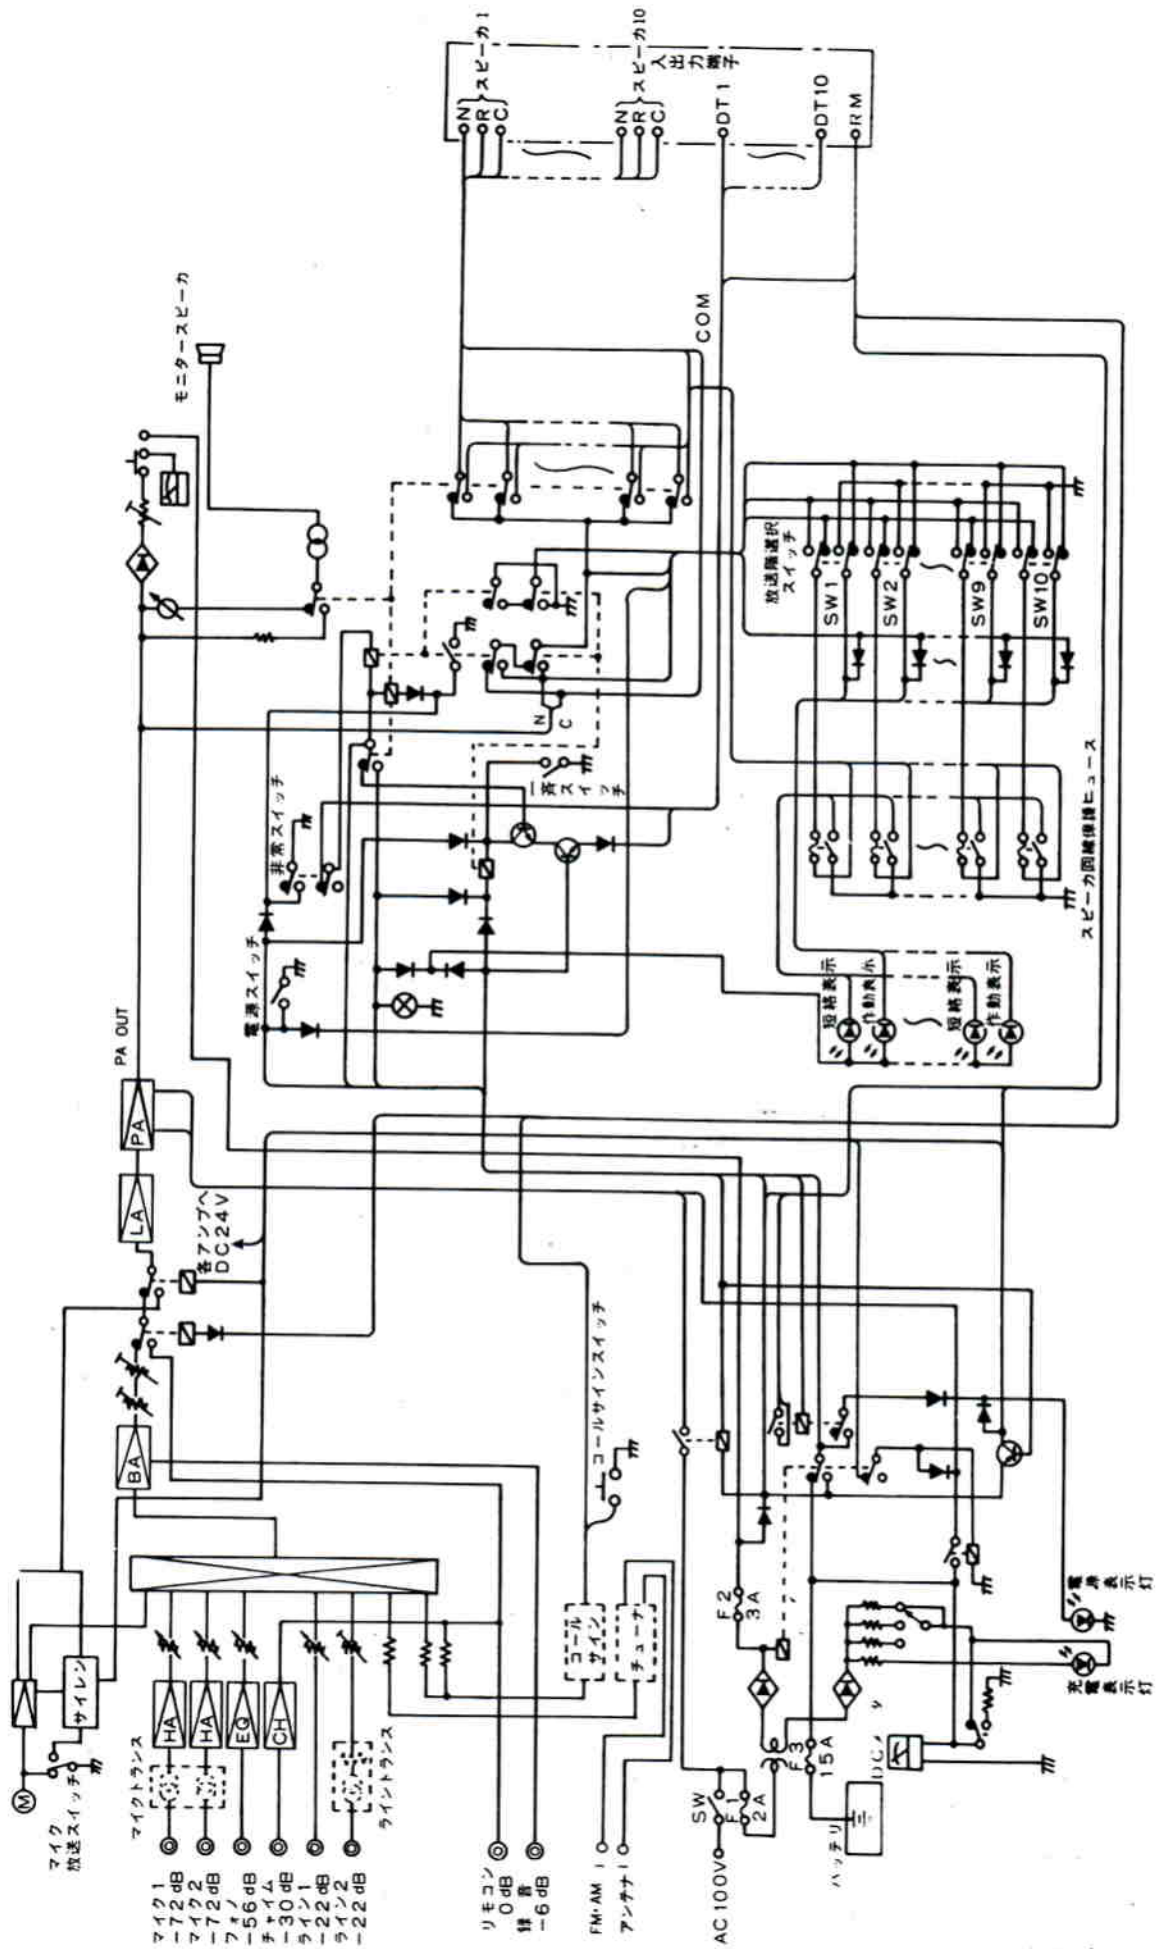 マイク
放送スイッチ
M
サイレン
マイクトランス
マイク1
-72dB
マイク2
-72dB
フォノ
-56dB
チャイム
-30dB
ライン1
-22dB
ライン2
-22dB
ライントランス
HA
HA
EQ
CH
リモコン
0dB
録音
-6dB
FM・AM
アンテナ
AC100V
SW
F1
2A
F2
3A
F3
15A
バッテリ
充電表示灯
電源表示灯
コールサイン
チューナ
コールサインスイッチ
BA
LA
PA
PA OUT
各アンプへ
DC24V
電源スイッチ
非常スイッチ
一斉スイッチ
N
C
モニタースピーカ
短絡表示
作動表示
短絡表示
作動表示
スピーカ回線保護ヒューズ
放送階選択
スイッチ
SW1
SW2
SW9
SW10
COM
N
R
C
スピーカ1
N
R
C
スピーカ10
入出力端子
DT1
DT10
RM